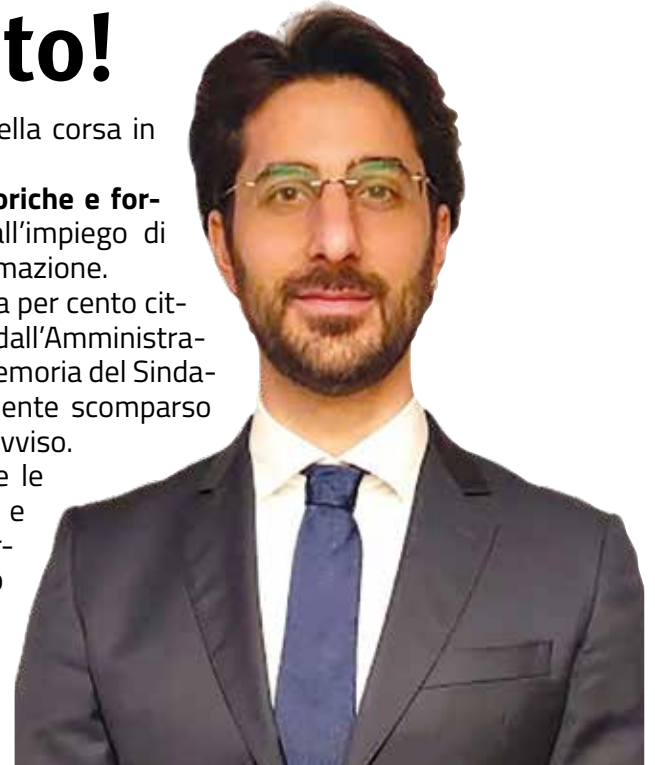 to!
ella corsa in
oriche e for-
all'impiego di
mazione.
a per cento cit-
dall'Amministra-
emoria del Sinda-
ente scomparso
vviso.
e le
e
r-
o